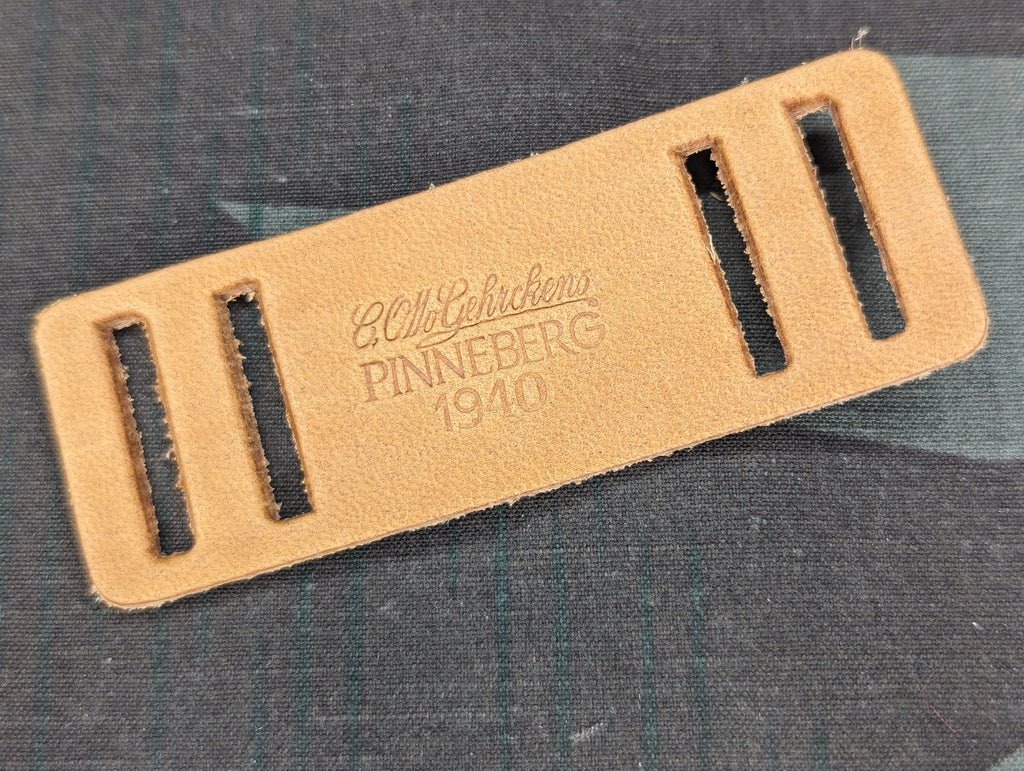 C. Otto Gehrckens
PINNEBERG
1940